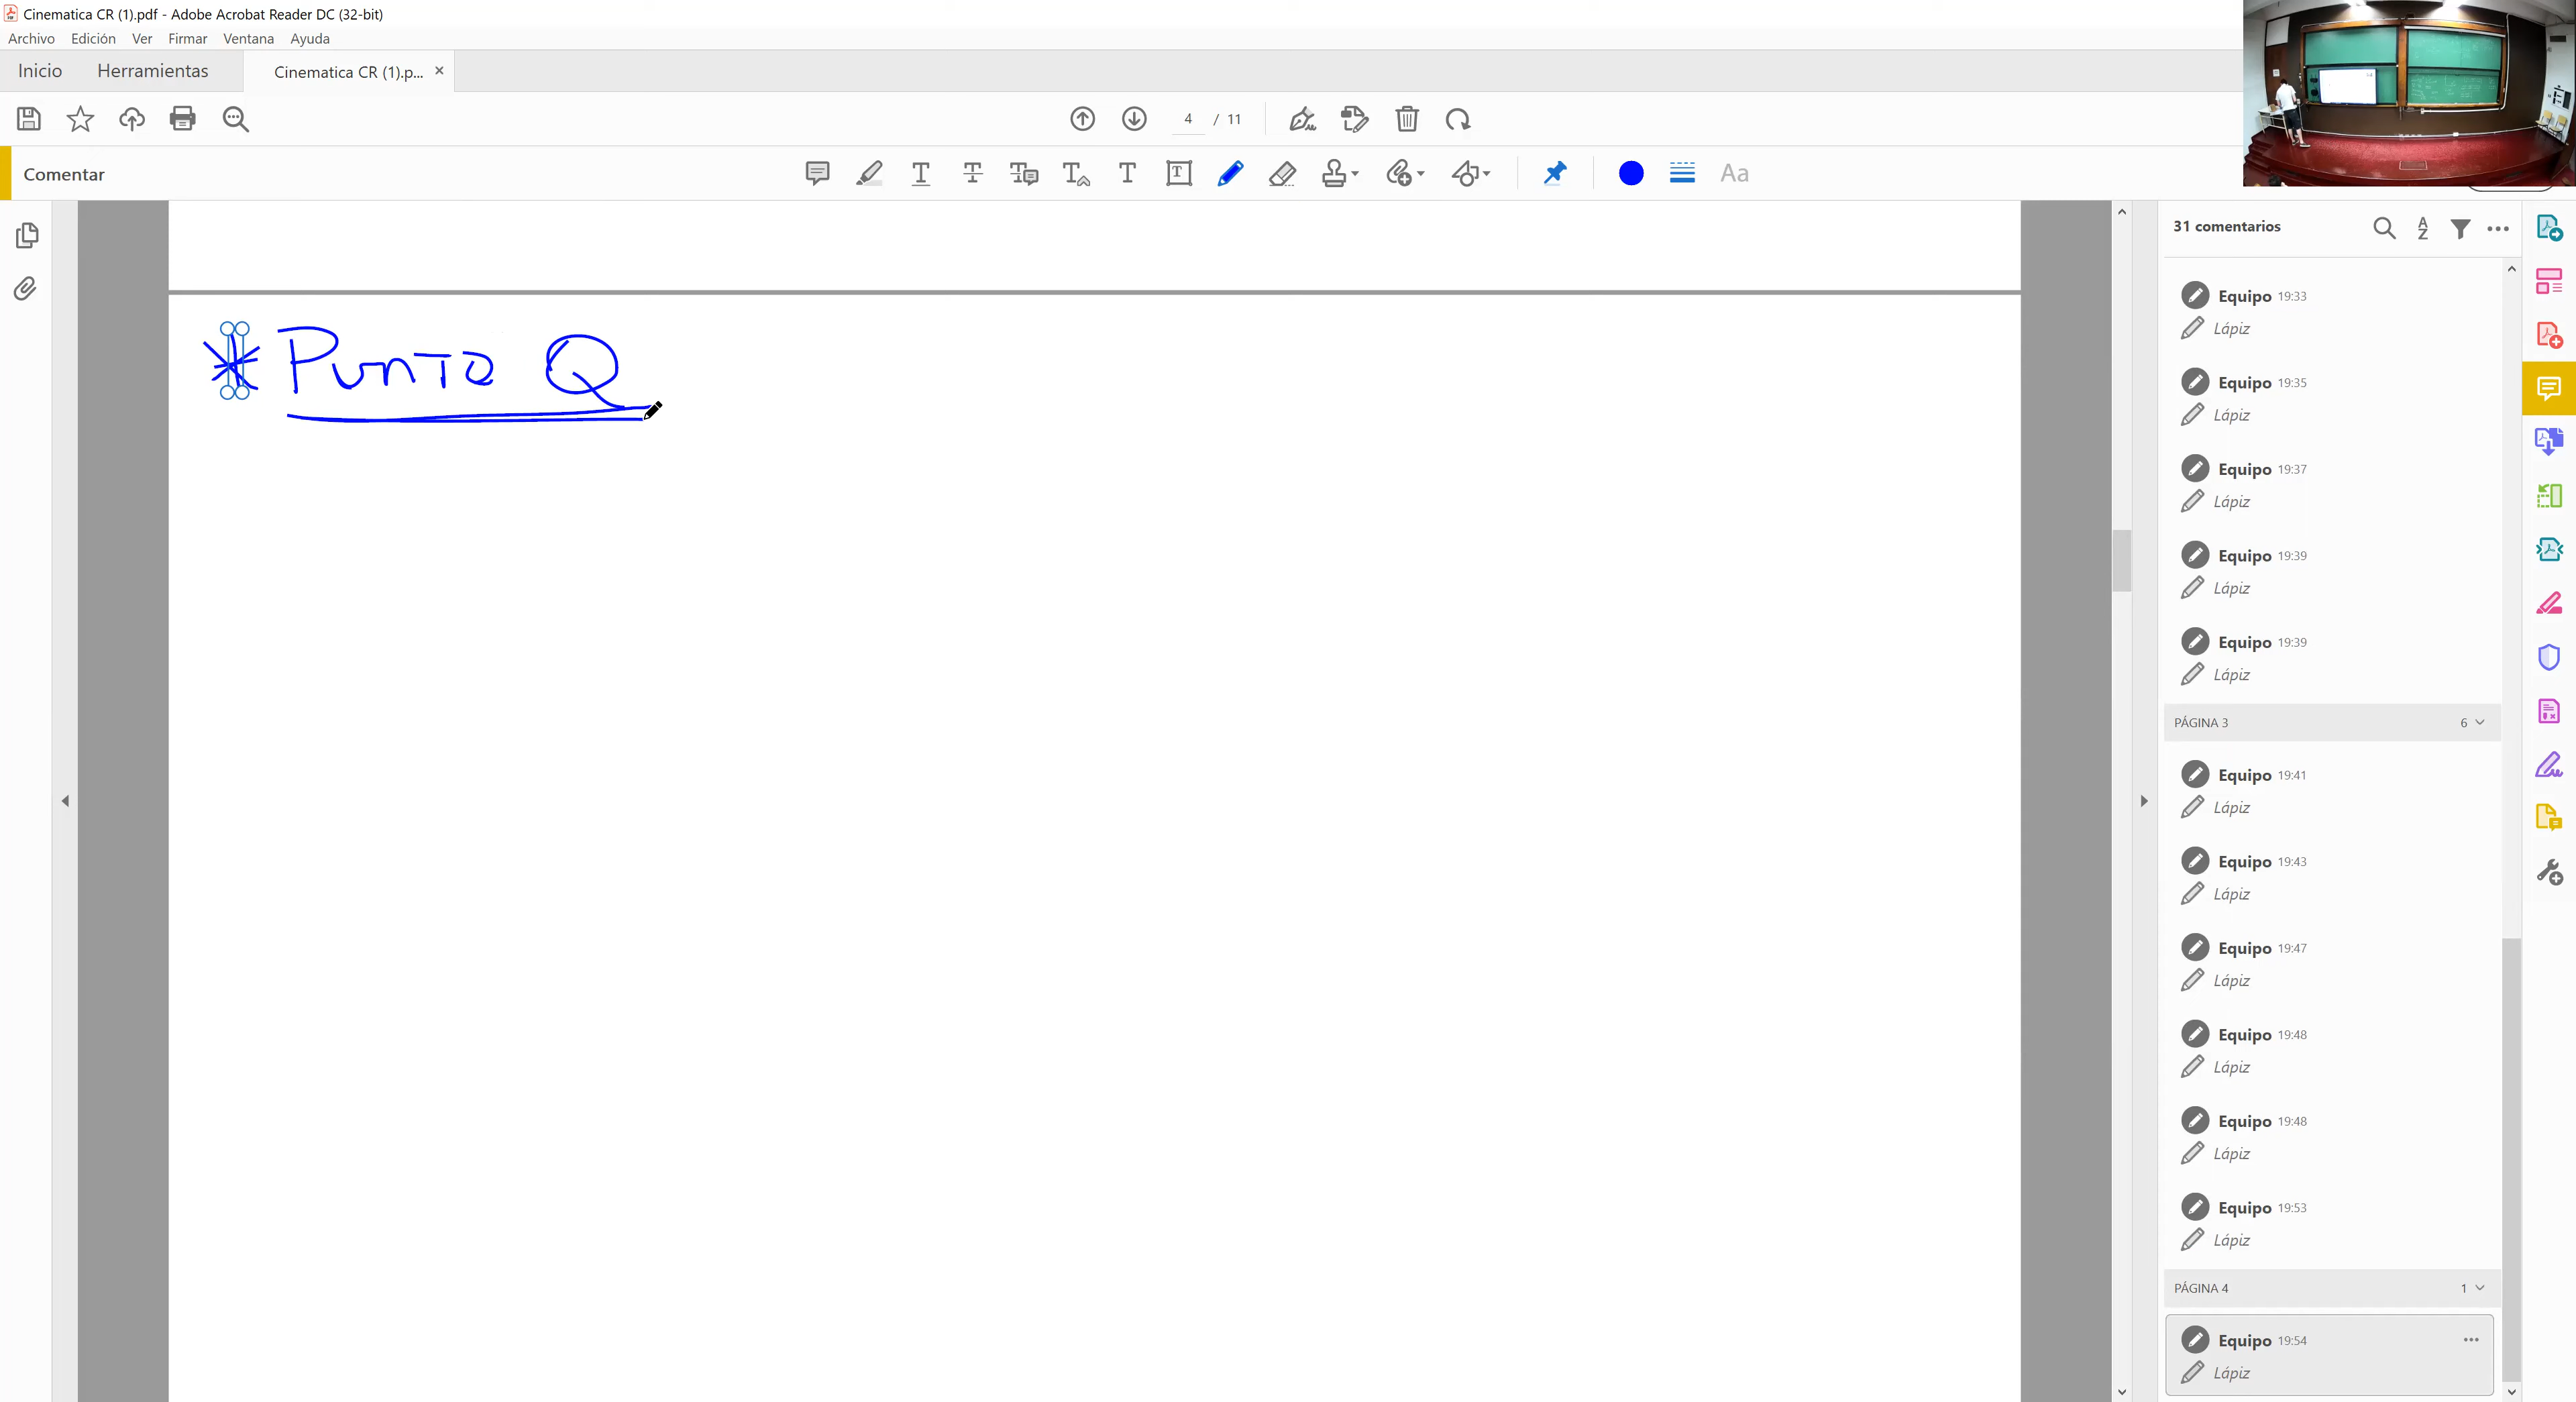 Cinematica CR (1).pdf - Adobe Acrobat Reader DC (32-bit)
Archivo Edición Ver Firmar Ventana Ayuda
Inicio Herramientas Cinematica CR (1).p... ×
4 / 11
Comentar
Aa
31 comentarios
* Punto Q
Equipo 19:33
Lápiz
Equipo 19:35
Lápiz
Equipo 19:37
Lápiz
Equipo 19:39
Lápiz
Equipo 19:39
Lápiz
PÁGINA 3 6
Equipo 19:41
Lápiz
Equipo 19:43
Lápiz
Equipo 19:47
Lápiz
Equipo 19:48
Lápiz
Equipo 19:48
Lápiz
Equipo 19:53
Lápiz
PÁGINA 4 1
Equipo 19:54
Lápiz